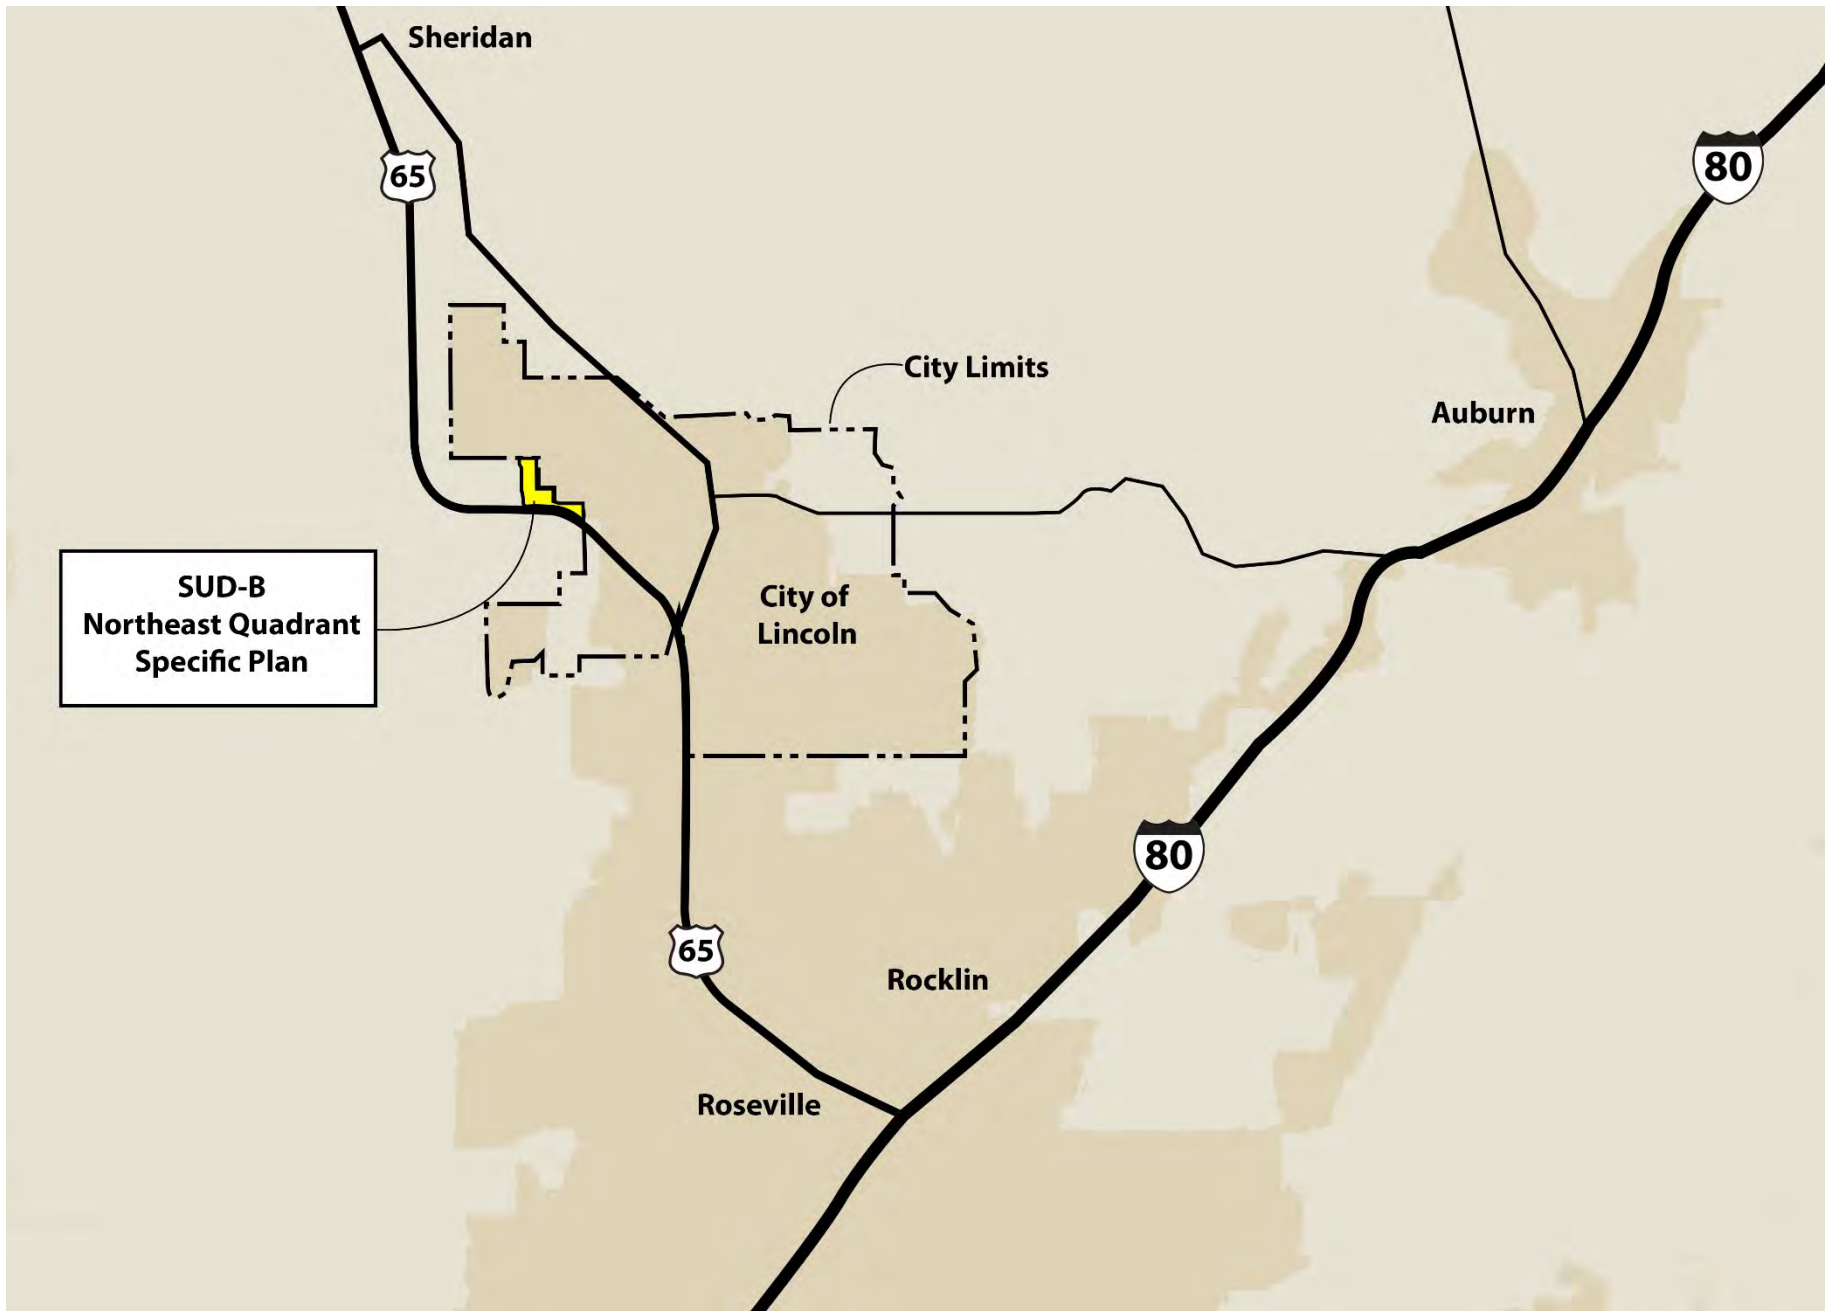 Sheridan
65
80
City Limits
Auburn
SUD-B
Northeast Quadrant
Specific Plan
City of
Lincoln
80
65
Rocklin
Roseville